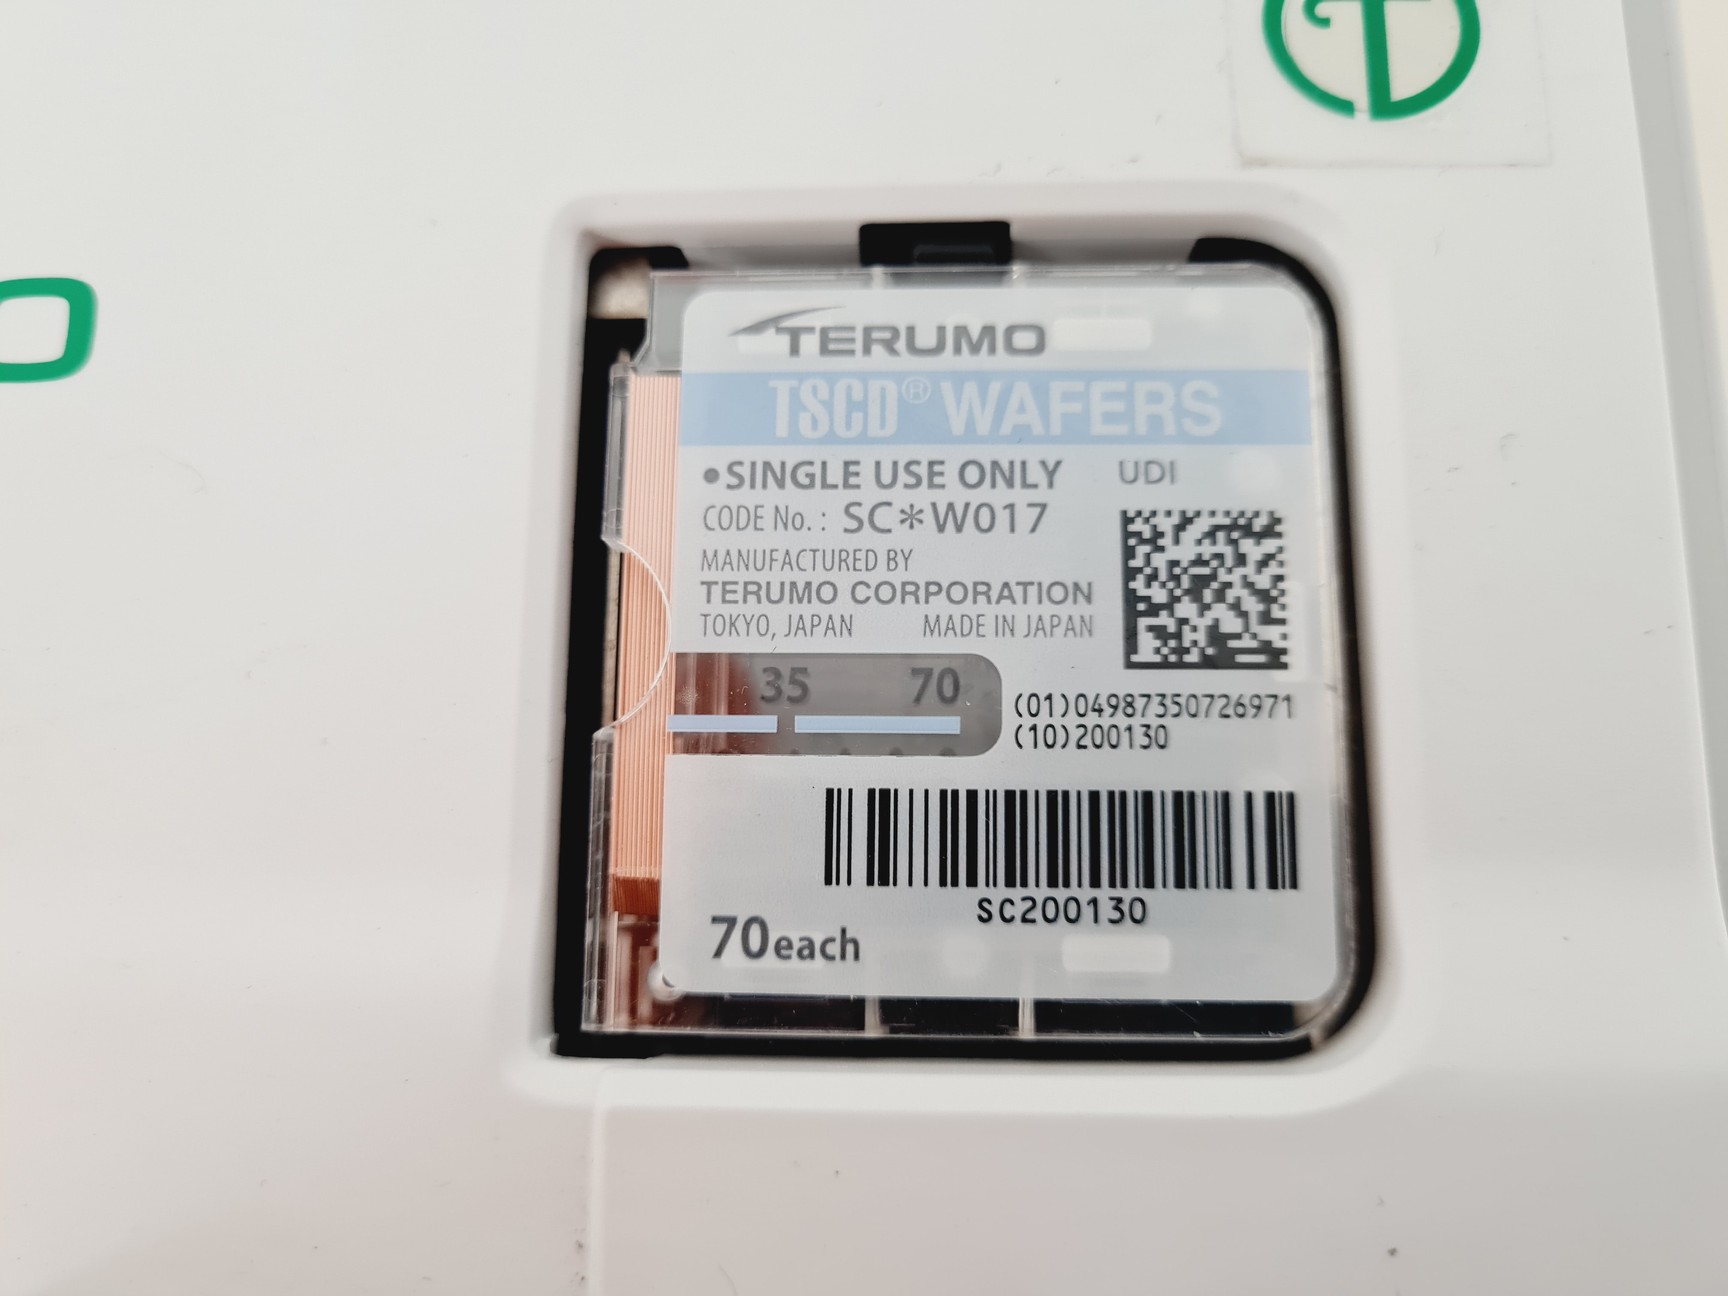 TERUMO
TSCD® WAFERS
•SINGLE USE ONLY UDI
CODE No.: SC*W017
MANUFACTURED BY
TERUMO CORPORATION
TOKYO, JAPAN MADE IN JAPAN
35 70
(01)04987350726971
(10)200130
SC200130
70each